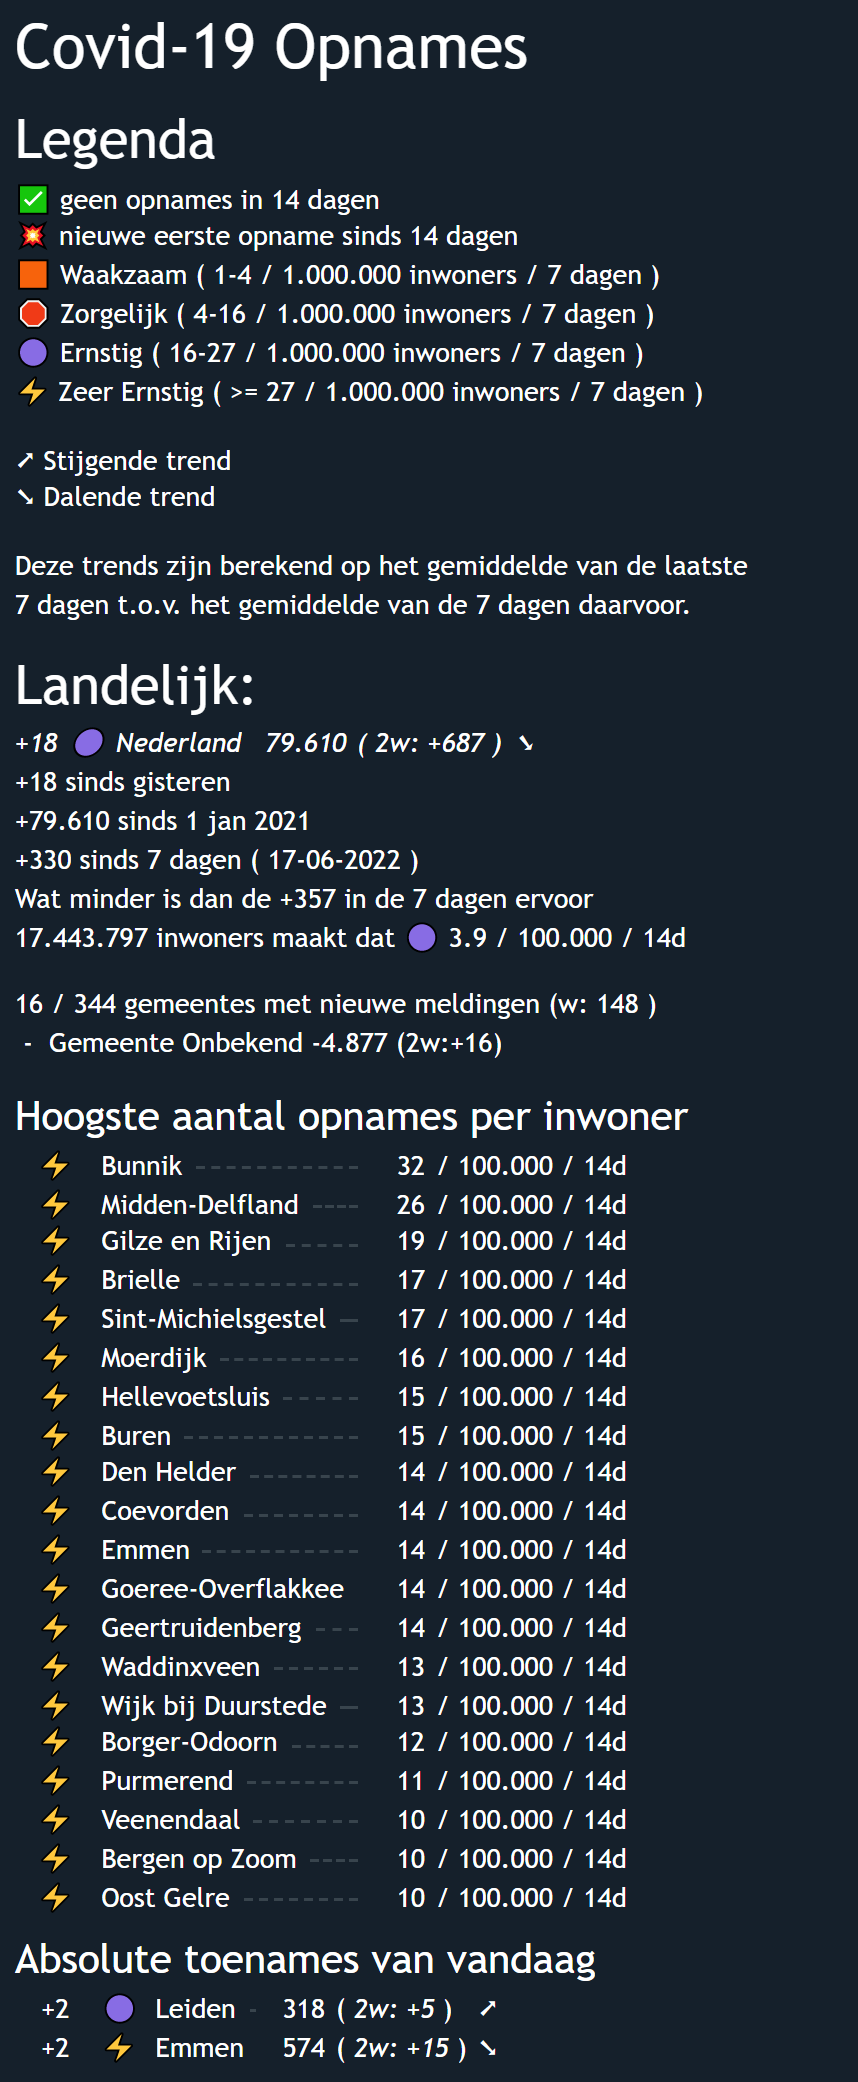 Covid-19 Opnames
Legenda
✅ geen opnames in 14 dagen
💥 nieuwe eerste opname sinds 14 dagen
🟧 Waakzaam ( 1-4 / 1.000.000 inwoners / 7 dagen )
🛑 Zorgelijk ( 4-16 / 1.000.000 inwoners / 7 dagen )
🟣 Ernstig ( 16-27 / 1.000.000 inwoners / 7 dagen )
⚡ Zeer Ernstig ( >= 27 / 1.000.000 inwoners / 7 dagen )
➚ Stijgende trend
➘ Dalende trend
Deze trends zijn berekend op het gemiddelde van de laatste
7 dagen t.o.v. het gemiddelde van de 7 dagen daarvoor.
Landelijk:
+18 🟣 Nederland 79.610 ( 2w: +687 ) ➘
+18 sinds gisteren
+79.610 sinds 1 jan 2021
+330 sinds 7 dagen ( 17-06-2022 )
Wat minder is dan de +357 in de 7 dagen ervoor
17.443.797 inwoners maakt dat 🟣 3.9 / 100.000 / 14d
16 / 344 gemeentes met nieuwe meldingen (w: 148 )
- Gemeente Onbekend -4.877 (2w:+16)
Hoogste aantal opnames per inwoner
⚡ Bunnik ----------- 32 / 100.000 / 14d
⚡ Midden-Delfland ---- 26 / 100.000 / 14d
⚡ Gilze en Rijen ----- 19 / 100.000 / 14d
⚡ Brielle ----------- 17 / 100.000 / 14d
⚡ Sint-Michielsgestel - 17 / 100.000 / 14d
⚡ Moerdijk --------- 16 / 100.000 / 14d
⚡ Hellevoetsluis ----- 15 / 100.000 / 14d
⚡ Buren ------------ 15 / 100.000 / 14d
⚡ Den Helder ------- 14 / 100.000 / 14d
⚡ Coevorden -------- 14 / 100.000 / 14d
⚡ Emmen ---------- 14 / 100.000 / 14d
⚡ Goeree-Overflakkee 14 / 100.000 / 14d
⚡ Geertruidenberg --- 14 / 100.000 / 14d
⚡ Waddinxveen ------ 13 / 100.000 / 14d
⚡ Wijk bij Duurstede - 13 / 100.000 / 14d
⚡ Borger-Odoorn ----- 12 / 100.000 / 14d
⚡ Purmerend -------- 11 / 100.000 / 14d
⚡ Veenendaal ------- 10 / 100.000 / 14d
⚡ Bergen op Zoom ---- 10 / 100.000 / 14d
⚡ Oost Gelre -------- 10 / 100.000 / 14d
Absolute toenames van vandaag
+2 🟣 Leiden - 318 ( 2w: +5 ) ➚
+2 ⚡ Emmen 574 ( 2w: +15 ) ➘